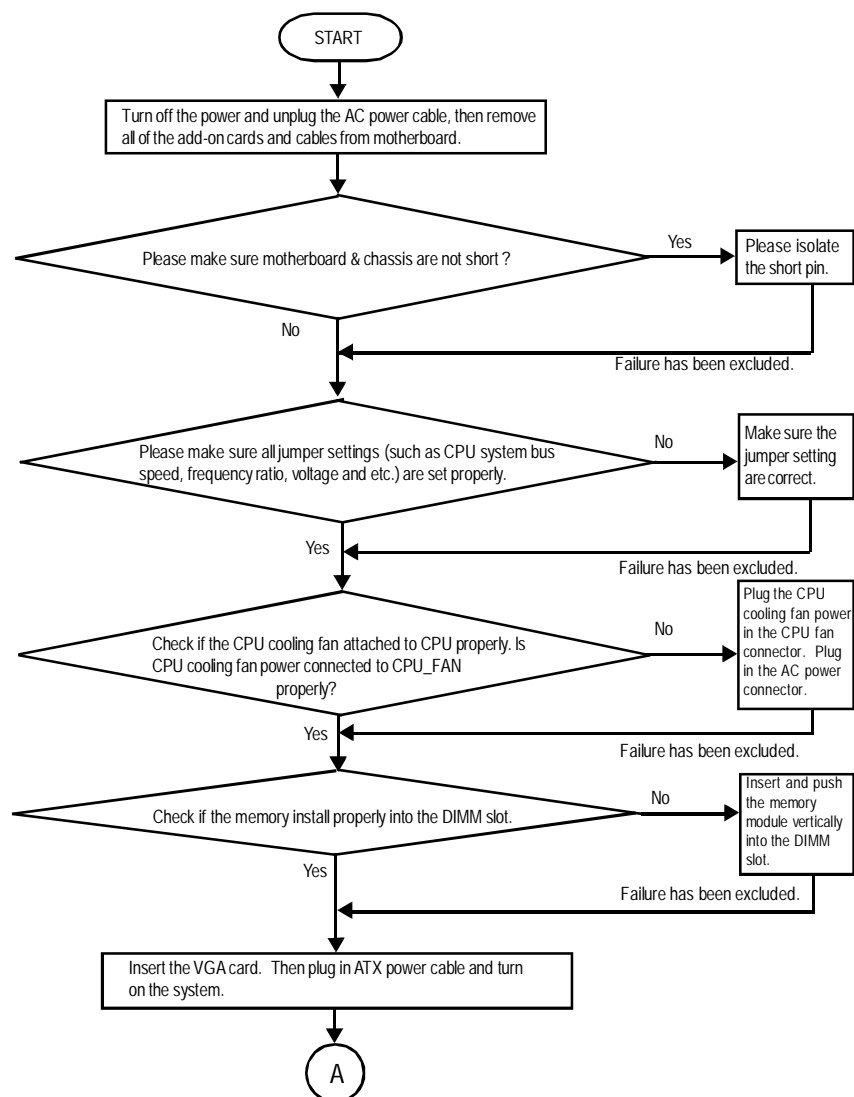 START
Turn off the power and unplug the AC power cable, then remove
all of the add-on cards and cables from motherboard.
Please make sure motherboard & chassis are not short ?
Yes
Please isolate
the short pin.
No
Failure has been excluded.
Please make sure all jumper settings (such as CPU system bus
speed, frequency ratio, voltage and etc.) are set properly.
No
Make sure the
jumper setting
are correct.
Yes
Failure has been excluded.
Check if the CPU cooling fan attached to CPU properly. Is
CPU cooling fan power connected to CPU_FAN
properly?
No
Plug the CPU
cooling fan power
in the CPU fan
connector. Plug
in the AC power
connector.
Yes
Failure has been excluded.
Check if the memory install properly into the DIMM slot.
No
Insert and push
the memory
module vertically
into the DIMM
slot.
Yes
Failure has been excluded.
Insert the VGA card. Then plug in ATX power cable and turn
on the system.
A